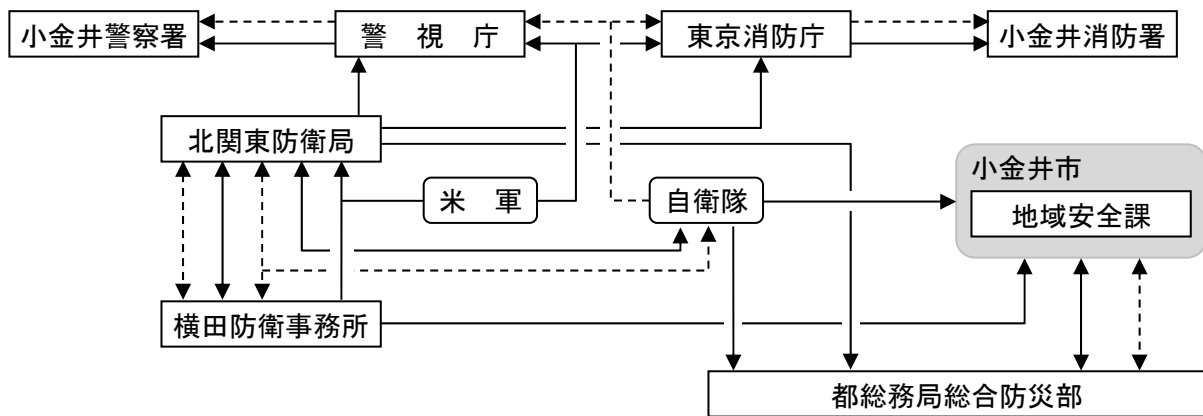 小金井警察署
警視庁
東京消防庁
小金井消防署
北関東防衛局
小金井市
地域安全課
米軍
自衛隊
横田防衛事務所
都総務局総合防災部